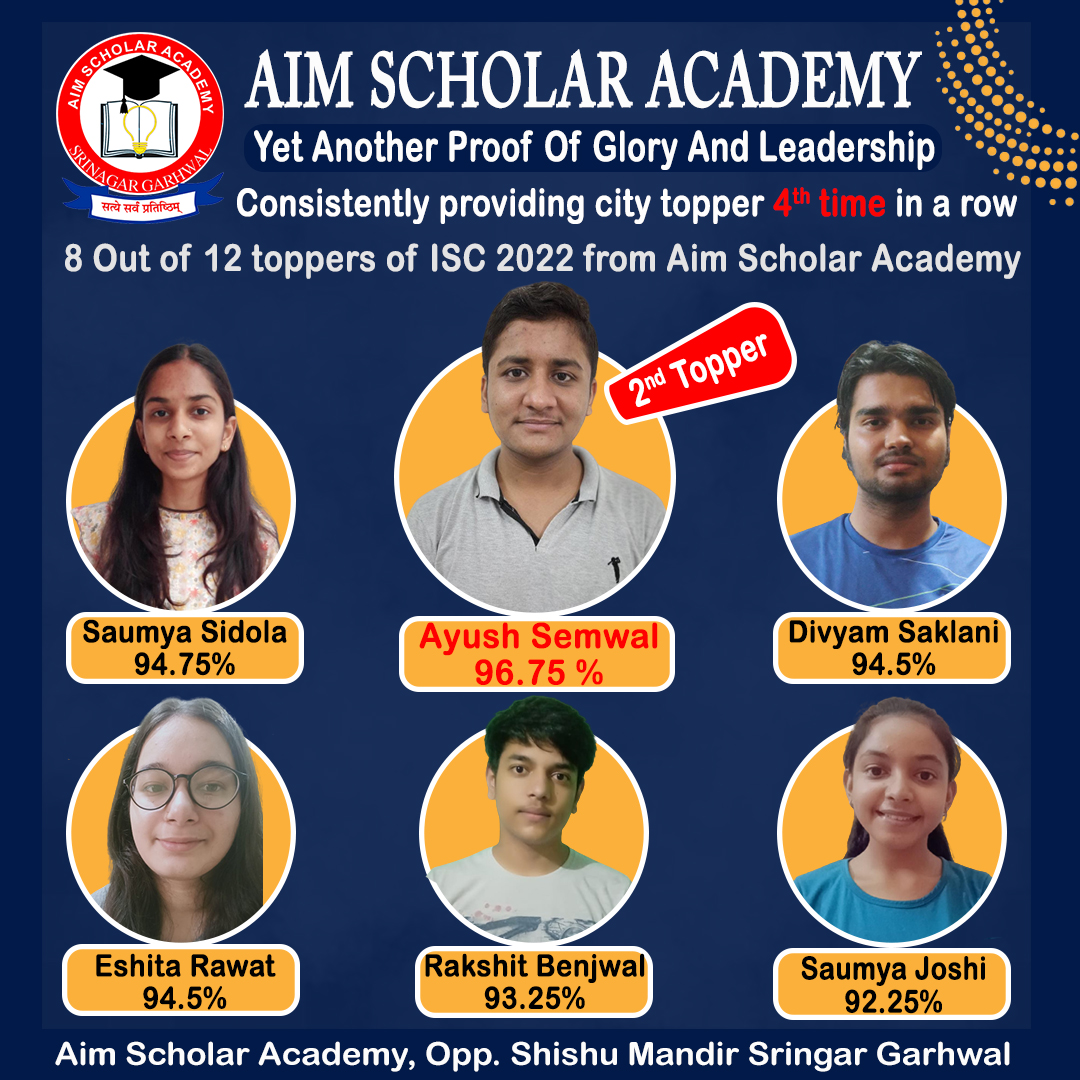 AIM SCHOLAR ACADEMY
SRINAGAR GARHWAL
सत्ये सर्वं प्रतिष्ठिम्
AIM SCHOLAR ACADEMY
Yet Another Proof Of Glory And Leadership
Consistently providing city topper 4th time in a row
8 Out of 12 toppers of ISC 2022 from Aim Scholar Academy
2nd Topper
Saumya Sidola
94.75%
Ayush Semwal
96.75 %
Divyam Saklani
94.5%
Eshita Rawat
94.5%
Rakshit Benjwal
93.25%
Saumya Joshi
92.25%
Aim Scholar Academy, Opp. Shishu Mandir Sringar Garhwal